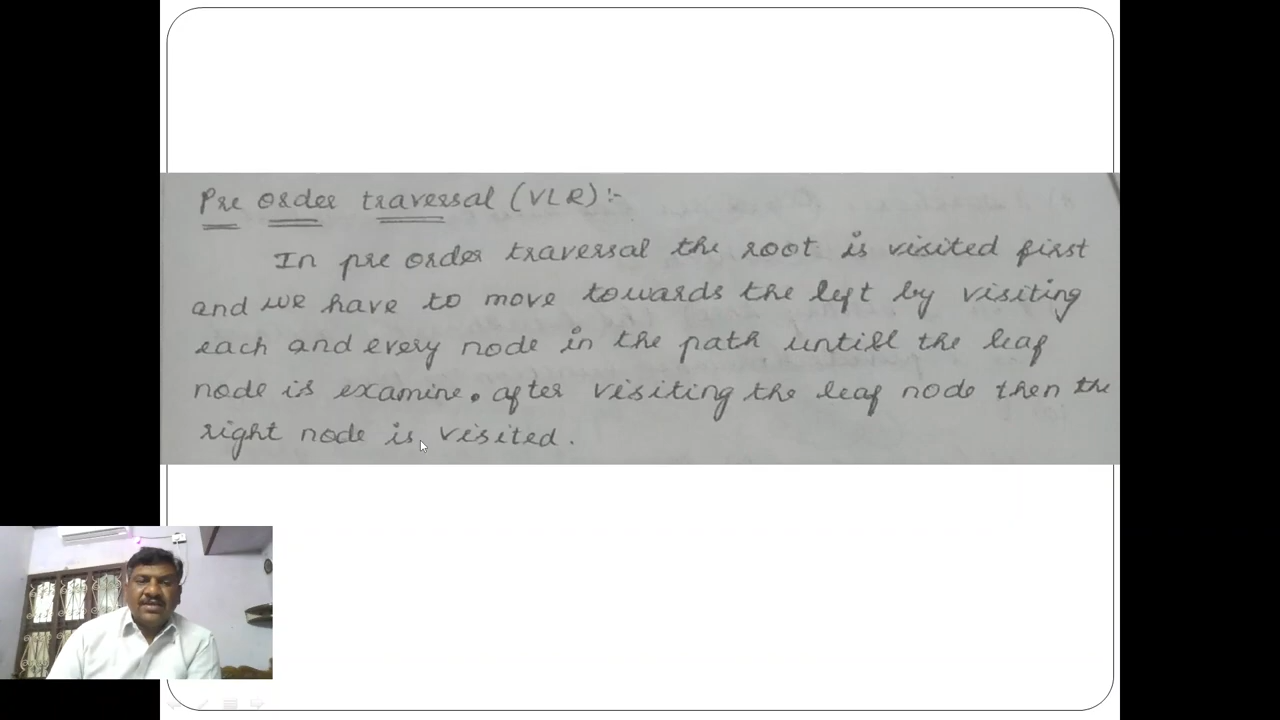 Pre order traversal (VLR):-
In pre order traversal the root is visited first
and we have to move towards the left by visiting
each and every node in the path untill the leaf
node is examine. after visiting the leaf node then the
right node is visited.